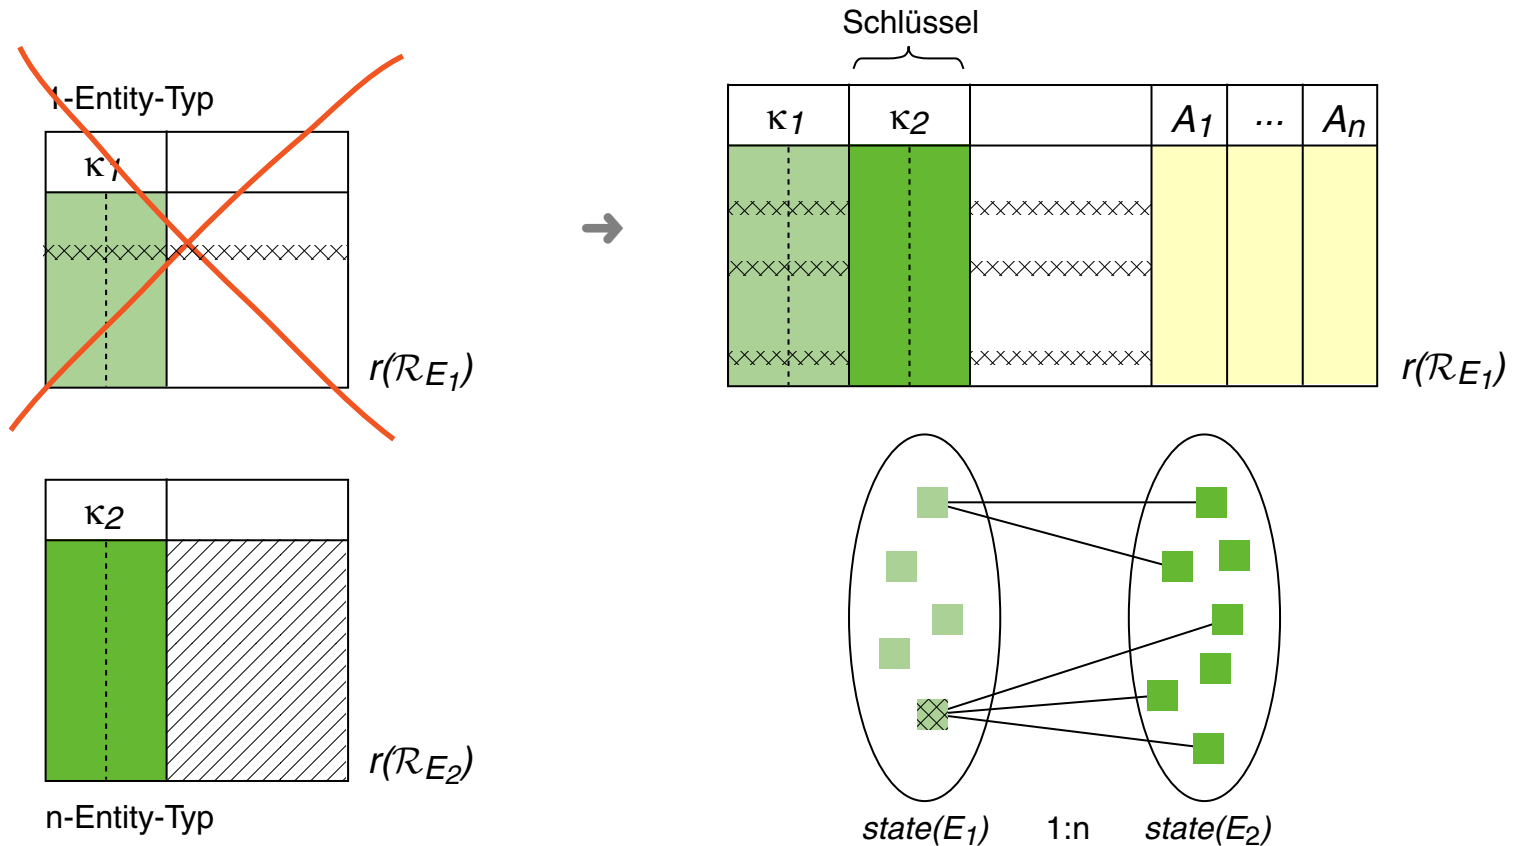 Schlüssel
1-Entity-Typ
κ1
r(ℛE1)
κ1 κ2 A1 ... An
r(ℛE1)
κ2
r(ℛE2)
n-Entity-Typ
state(E1) 1:n state(E2)